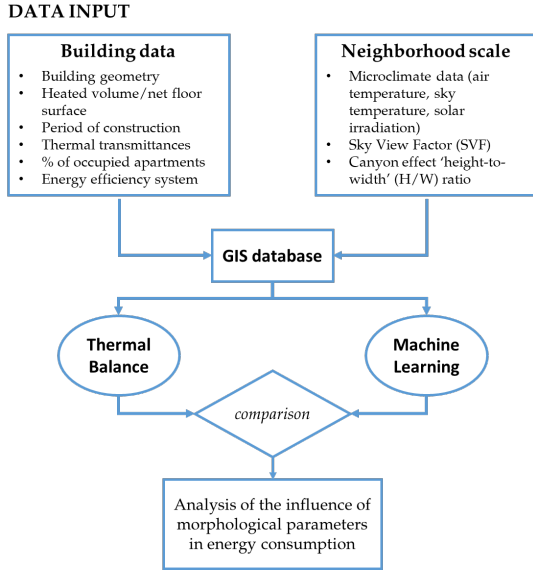 DATA INPUT
Building data
• Building geometry
• Heated volume/net floor
surface
• Period of construction
• Thermal transmittances
• % of occupied apartments
• Energy efficiency system
Neighborhood scale
• Microclimate data (air
temperature, sky
temperature, solar
irradiation)
• Sky View Factor (SVF)
• Canyon effect ‘height-to-
width’ (H/W) ratio
GIS database
Thermal
Balance
Machine
Learning
comparison
Analysis of the influence of
morphological parameters
in energy consumption